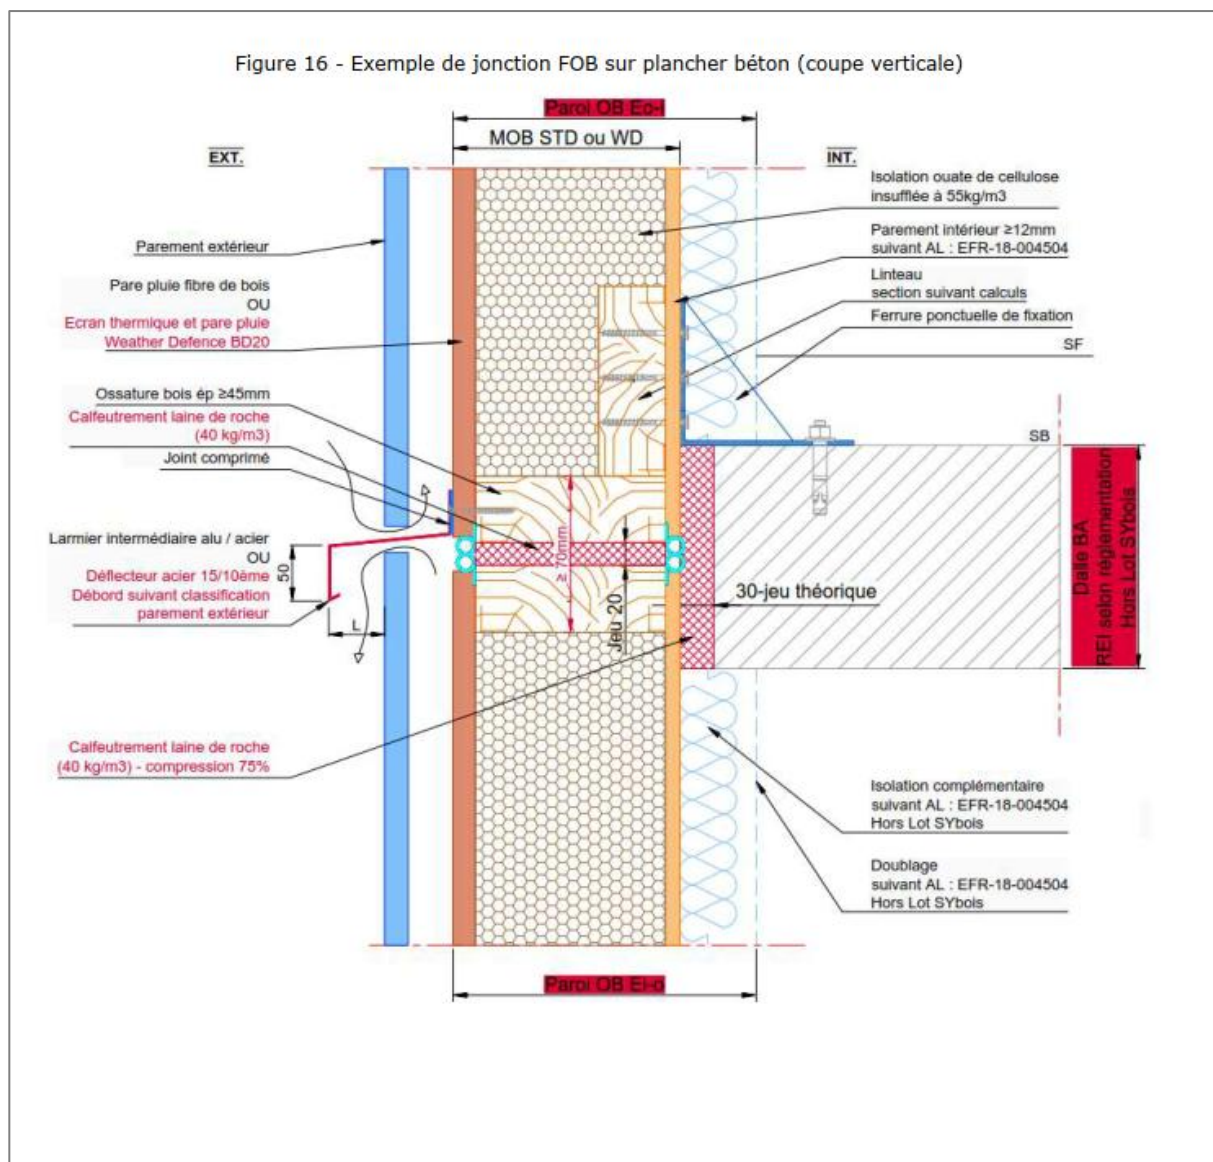 Figure 16 - Exemple de jonction FOB sur plancher béton (coupe verticale)
Paroi OB Eo-i
MOB STD ou WD
EXT.
INT.
Isolation ouate de cellulose
insufflée à 55kg/m3
Parement intérieur ≥12mm
suivant AL : EFR-18-004504
Linteau
section suivant calculs
Ferrure ponctuelle de fixation
SF
SB
Parement extérieur
Pare pluie fibre de bois
OU
Ecran thermique et pare pluie
Weather Defence BD20
Ossature bois ép ≥45mm
Calfeutrement laine de roche
(40 kg/m3)
Joint comprimé
Larmier intermédiaire alu / acier
OU
Déflecteur acier 15/10ème
Débord suivant classification
parement extérieur
50
L
≥ 70mm
Jeu 20
30-jeu théorique
Dalle BA
REI selon réglementation
Hors Lot SYbois
Calfeutrement laine de roche
(40 kg/m3) - compression 75%
Isolation complémentaire
suivant AL : EFR-18-004504
Hors Lot SYbois
Doublage
suivant AL : EFR-18-004504
Hors Lot SYbois
Paroi OB Ei-o